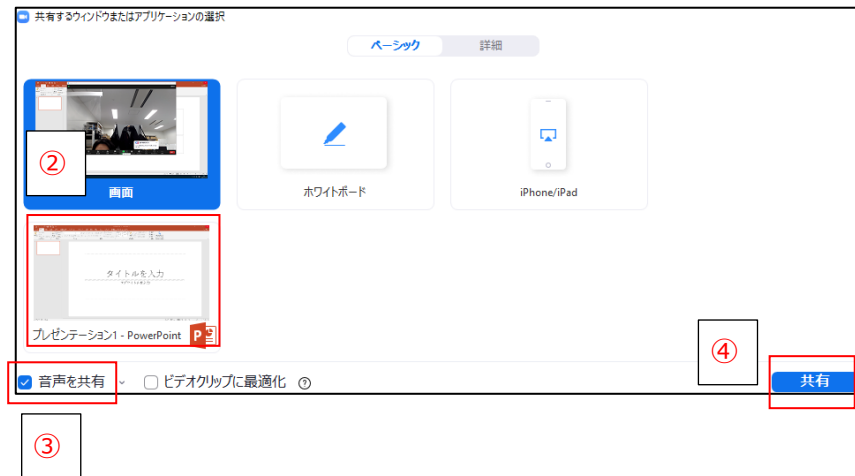 共有するウィンドウまたはアプリケーションの選択
ベーシック 詳細
②
画面 ホワイトボード iPhone/iPad
タイトルを入力
プレゼンテーション1 - PowerPoint
④
音声を共有 ビデオクリップに最適化 共有
③